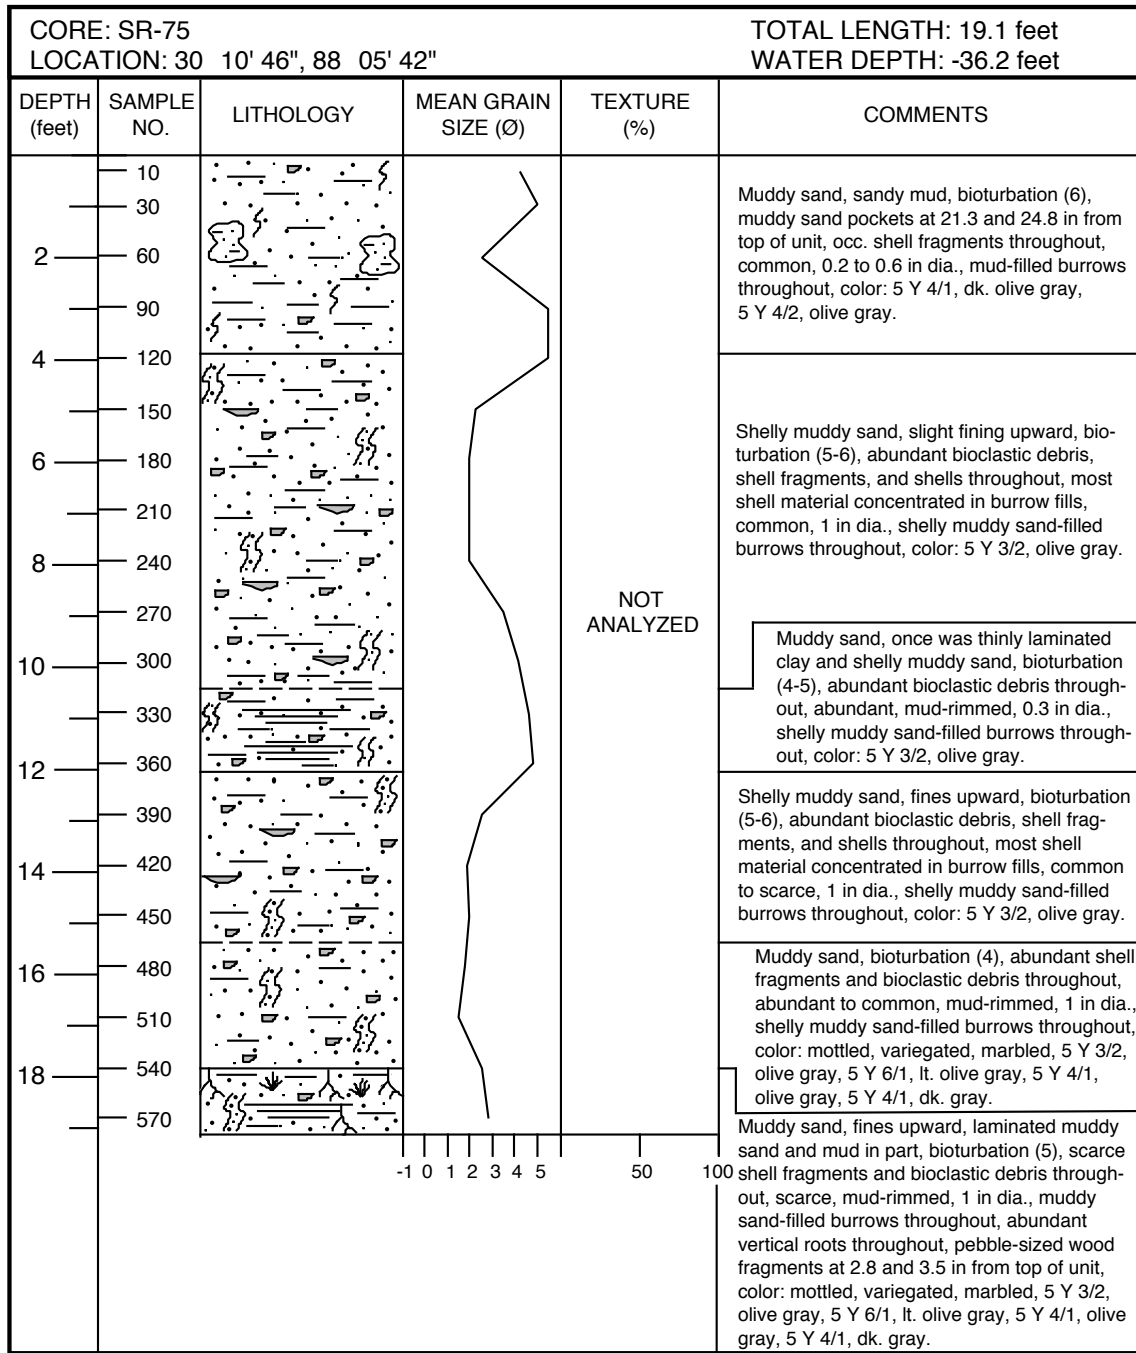 CORE: SR-75
LOCATION: 30 10' 46", 88 05' 42"
TOTAL LENGTH: 19.1 feet
WATER DEPTH: -36.2 feet
DEPTH
(feet)
SAMPLE
NO.
LITHOLOGY
MEAN GRAIN
SIZE (Ø)
TEXTURE
(%)
COMMENTS
2
4
6
8
10
12
14
16
18
10
30
60
90
120
150
180
210
240
270
300
330
360
390
420
450
480
510
540
570
-1 0 1 2 3 4 5
NOT
ANALYZED
50 100
Muddy sand, sandy mud, bioturbation (6),
muddy sand pockets at 21.3 and 24.8 in from
top of unit, occ. shell fragments throughout,
common, 0.2 to 0.6 in dia., mud-filled burrows
throughout, color: 5 Y 4/1, dk. olive gray,
5 Y 4/2, olive gray.
Shelly muddy sand, slight fining upward, bio-
turbation (5-6), abundant bioclastic debris,
shell fragments, and shells throughout, most
shell material concentrated in burrow fills,
common, 1 in dia., shelly muddy sand-filled
burrows throughout, color: 5 Y 3/2, olive gray.
Muddy sand, once was thinly laminated
clay and shelly muddy sand, bioturbation
(4-5), abundant bioclastic debris through-
out, abundant, mud-rimmed, 0.3 in dia.,
shelly muddy sand-filled burrows through-
out, color: 5 Y 3/2, olive gray.
Shelly muddy sand, fines upward, bioturbation
(5-6), abundant bioclastic debris, shell frag-
ments, and shells throughout, most shell
material concentrated in burrow fills, common
to scarce, 1 in dia., shelly muddy sand-filled
burrows throughout, color: 5 Y 3/2, olive gray.
Muddy sand, bioturbation (4), abundant shell
fragments and bioclastic debris throughout,
abundant to common, mud-rimmed, 1 in dia.,
shelly muddy sand-filled burrows throughout,
color: mottled, variegated, marbled, 5 Y 3/2,
olive gray, 5 Y 6/1, lt. olive gray, 5 Y 4/1,
olive gray, 5 Y 4/1, dk. gray.
Muddy sand, fines upward, laminated muddy
sand and mud in part, bioturbation (5), scarce
shell fragments and bioclastic debris through-
out, scarce, mud-rimmed, 1 in dia., muddy
sand-filled burrows throughout, abundant
vertical roots throughout, pebble-sized wood
fragments at 2.8 and 3.5 in from top of unit,
color: mottled, variegated, marbled, 5 Y 3/2,
olive gray, 5 Y 6/1, lt. olive gray, 5 Y 4/1, olive
gray, 5 Y 4/1, dk. gray.